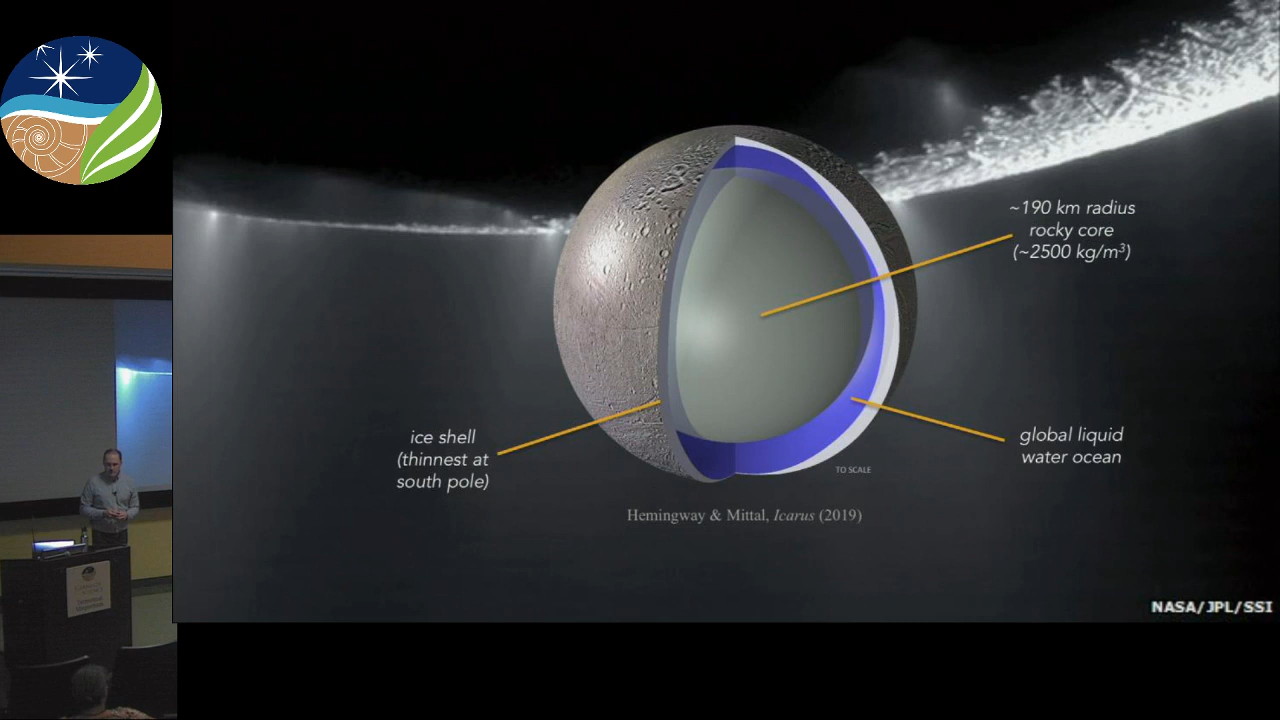 ~190 km radius
rocky core
(~2500 kg/m³)
ice shell
(thinnest at
south pole)
global liquid
water ocean
TO SCALE
Hemingway & Mittal, Icarus (2019)
NASA/JPL/SSI